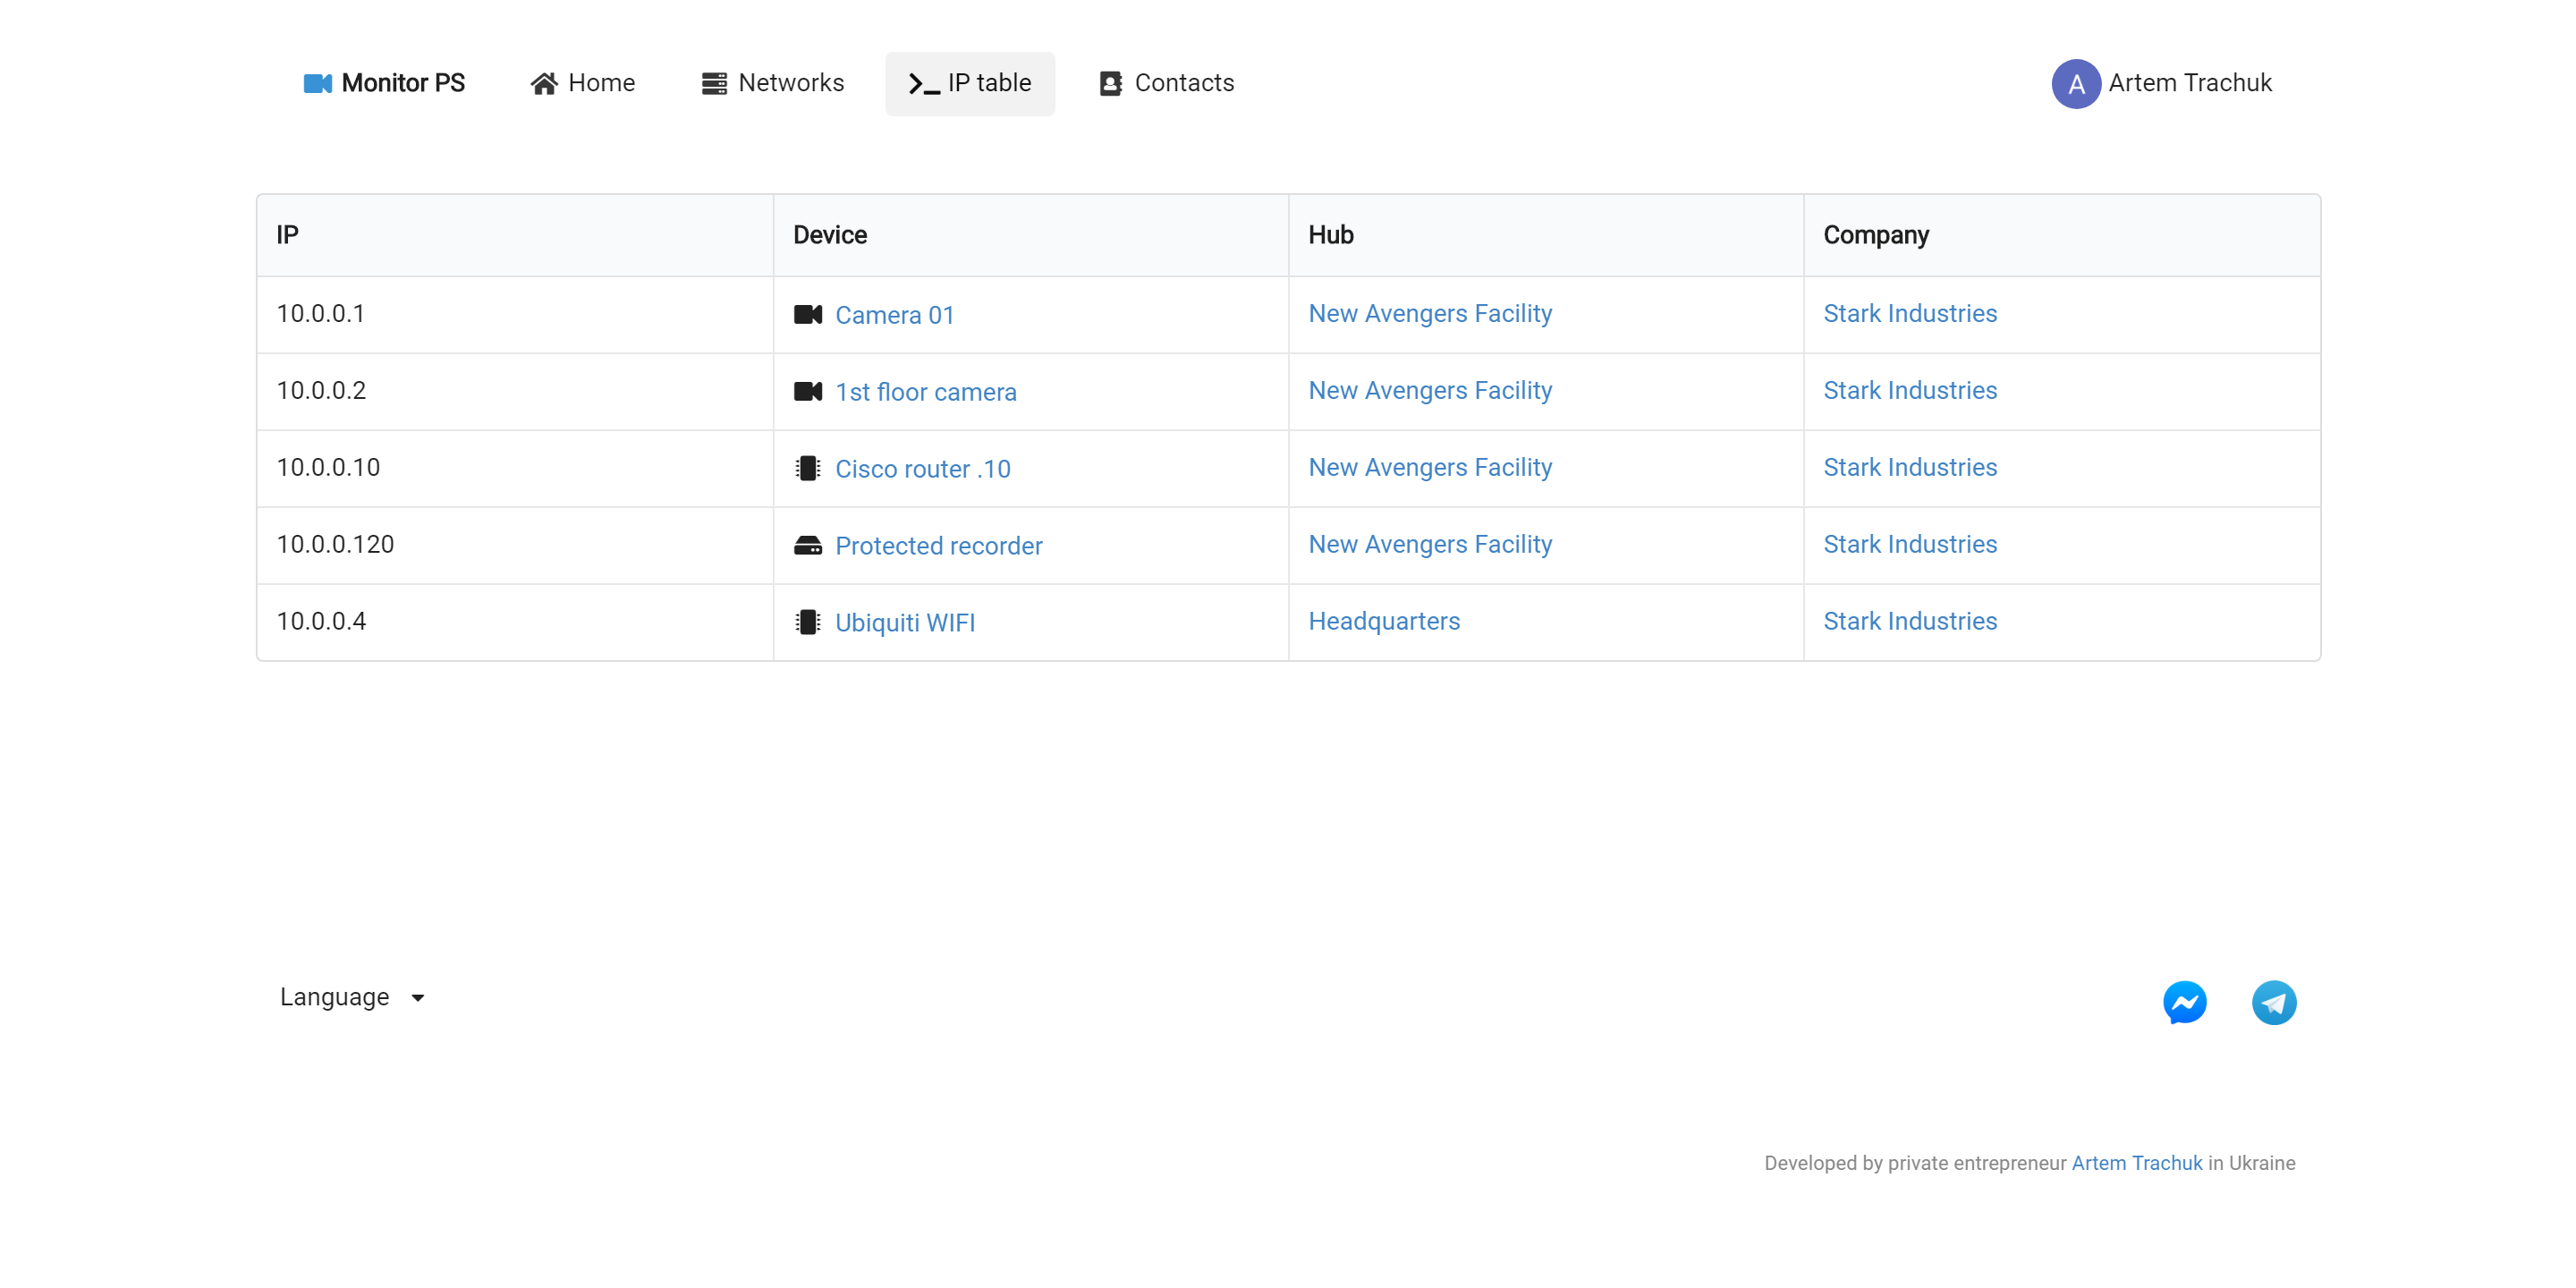 Monitor PS Home Networks IP table Contacts A Artem Trachuk
IP Device Hub Company
10.0.0.1 Camera 01 New Avengers Facility Stark Industries
10.0.0.2 1st floor camera New Avengers Facility Stark Industries
10.0.0.10 Cisco router .10 New Avengers Facility Stark Industries
10.0.0.120 Protected recorder New Avengers Facility Stark Industries
10.0.0.4 Ubiquiti WIFI Headquarters Stark Industries
Language
Developed by private entrepreneur Artem Trachuk in Ukraine